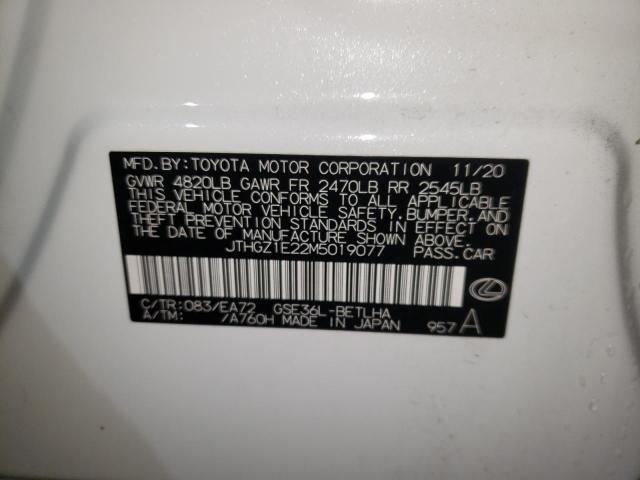 MFD.BY:TOYOTA MOTOR CORPORATION 11/20
GVWR 4820LB GAWR FR 2470LB RR 2545LB
THIS VEHICLE CONFORMS TO ALL APPLICABLE
FEDERAL MOTOR VEHICLE SAFETY,BUMPER,AND
THEFT PREVENTION STANDARDS IN EFFECT ON
THE DATE OF MANUFACTURE SHOWN ABOVE.
JTHGZ1E22M5019077 PASS.CAR
C/TR:083/EA72 GSE36L-BETLHA
A/TM: /A760H MADE IN JAPAN 957A